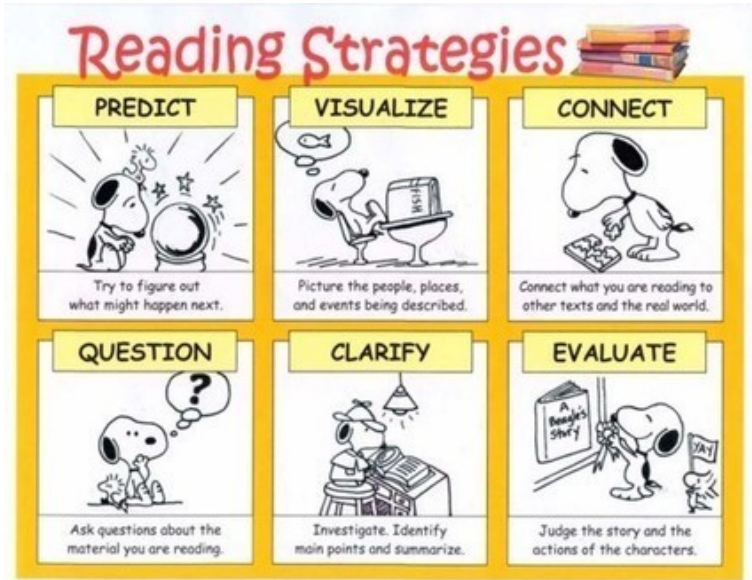 Reading Strategies
PREDICT
Try to figure out
what might happen next.
VISUALIZE
FISH
Picture the people, places,
and events being described.
CONNECT
Connect what you are reading to
other texts and the real world.
QUESTION
?
Ask questions about the
material you are reading.
CLARIFY
Investigate. Identify
main points and summarize.
EVALUATE
A
Beagle's
Story
YAY
Judge the story and the
actions of the characters.